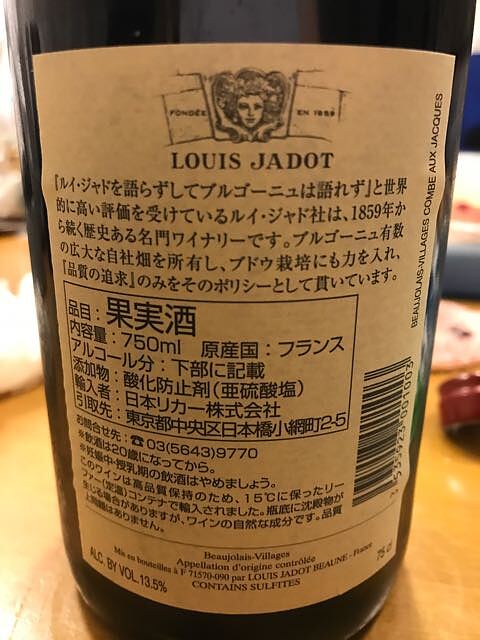 FONDÉE EN 1859
LOUIS JADOT
『ルイ・ジャドを語らずしてブルゴーニュは語れず』と世界
的に高い評価を受けているルイ・ジャド社は、1859年か
ら続く歴史ある名門ワイナリーです。ブルゴーニュ有数
の広大な自社畑を所有し、ブドウ栽培にも力を入れ、
『品質の追求』のみをそのポリシーとして貫いています。
品目：果実酒
内容量：750ml 原産国：フランス
アルコール分：下部に記載
添加物：酸化防止剤（亜硫酸塩）
輸入者：日本リカー株式会社
引取先：東京都中央区日本橋小網町2-5
お問合せ先：☎03(5643)9770
※飲酒は20歳になってから。
※妊娠中・授乳期の飲酒はやめましょう。
このワインは高品質保持のため、15℃に保ったリー
ファー(定温)コンテナで輸入されました。瓶底に沈殿物が
生じる場合がありますが、ワインの自然な成分です。品質
上問題はありません。
BEAUJOLAIS-VILLAGES COMBE AUX JACQUES
Beaujolais-Villages
Appellation d'origine contrôlée
Mis en bouteilles à F 71570-090 par LOUIS JADOT BEAUNE - France
CONTAINS SULFITES
ALC. BY VOL. 13.5%
75 cl